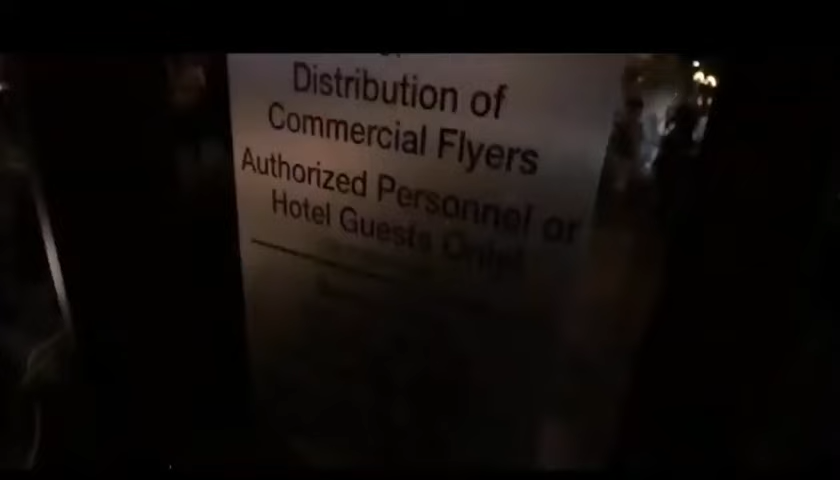 Distribution of
Commercial Flyers
Authorized Personnel or
Hotel Guests Only!